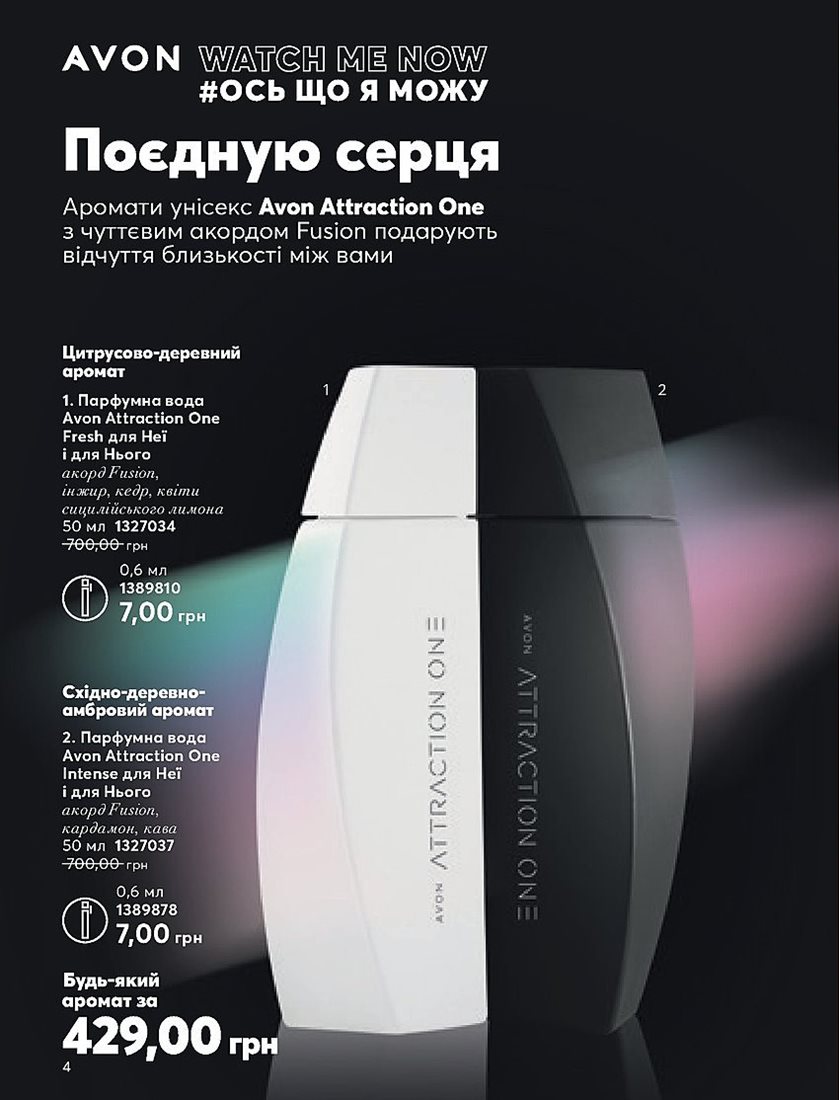 AVON WATCH ME NOW
#ОСЬ ЩО Я МОЖУ
Поєдную серця
Аромати унісекс Avon Attraction One
з чуттєвим акордом Fusion подарують
відчуття близькості між вами
Цитрусово-деревний
аромат
1. Парфумна вода
Avon Attraction One
Fresh для Неї
і для Нього
акорд Fusion,
інжир, кедр, квіти
сицилійського лимона
50 мл 1327034
700,00 грн
0,6 мл
1389810
7,00 грн
Східно-деревно-
амбровий аромат
2. Парфумна вода
Avon Attraction One
Intense для Неї
і для Нього
акорд Fusion,
кардамон, кава
50 мл 1327037
700,00 грн
0,6 мл
1389878
7,00 грн
Будь-який
аромат за
429,00 грн
4
1
2
AVON ATTRACTION ONE
AVON ATTRACTION ONE